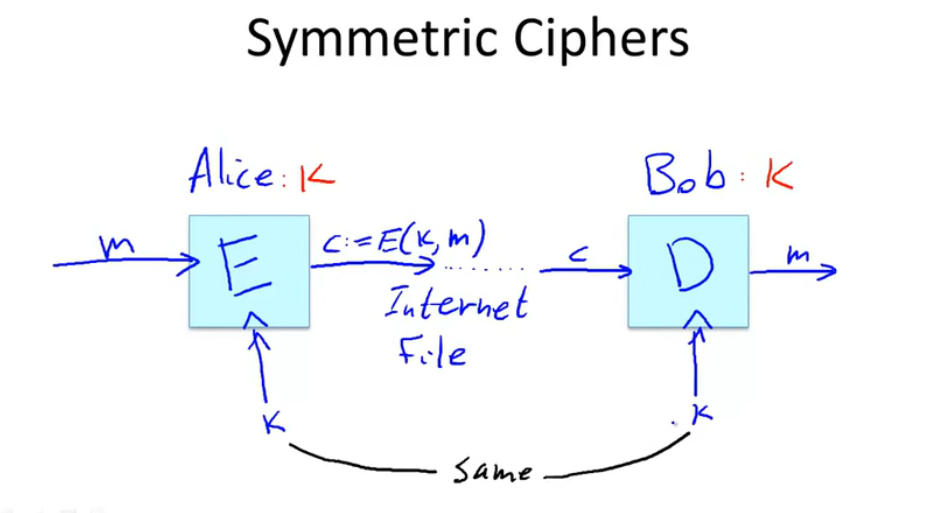 Symmetric Ciphers
Alice: K
Bob: K
m
E
c:=E(K,m)
c
D
m
Internet
File
K
K
same